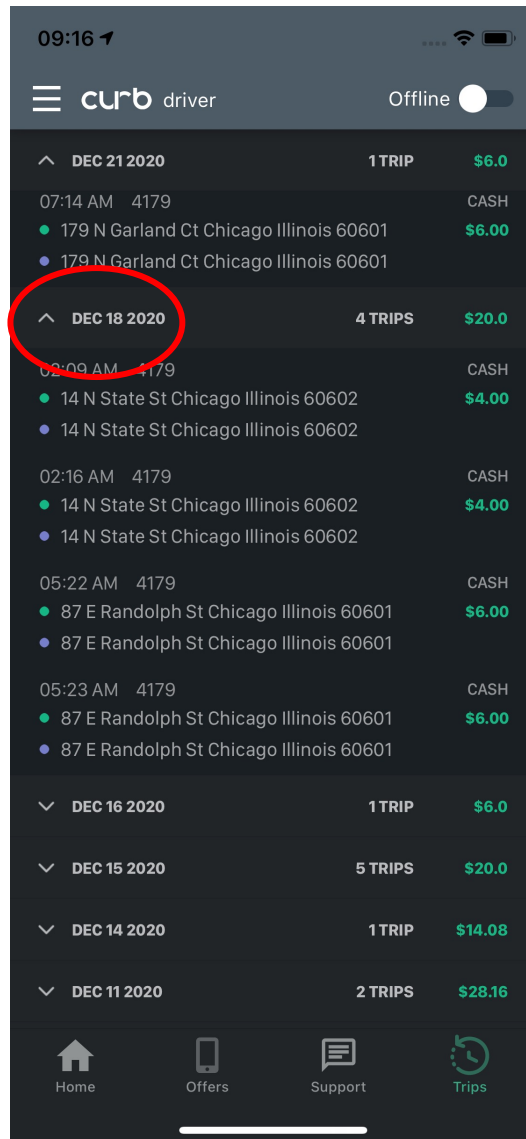 09:16
curb driver Offline
DEC 21 2020 1 TRIP $6.0
07:14 AM 4179 CASH
179 N Garland Ct Chicago Illinois 60601 $6.00
179 N Garland Ct Chicago Illinois 60601
DEC 18 2020 4 TRIPS $20.0
02:09 AM 4179 CASH
14 N State St Chicago Illinois 60602 $4.00
14 N State St Chicago Illinois 60602
02:16 AM 4179 CASH
14 N State St Chicago Illinois 60602 $4.00
14 N State St Chicago Illinois 60602
05:22 AM 4179 CASH
87 E Randolph St Chicago Illinois 60601 $6.00
87 E Randolph St Chicago Illinois 60601
05:23 AM 4179 CASH
87 E Randolph St Chicago Illinois 60601 $6.00
87 E Randolph St Chicago Illinois 60601
DEC 16 2020 1 TRIP $6.0
DEC 15 2020 5 TRIPS $20.0
DEC 14 2020 1 TRIP $14.08
DEC 11 2020 2 TRIPS $28.16
Home Offers Support Trips